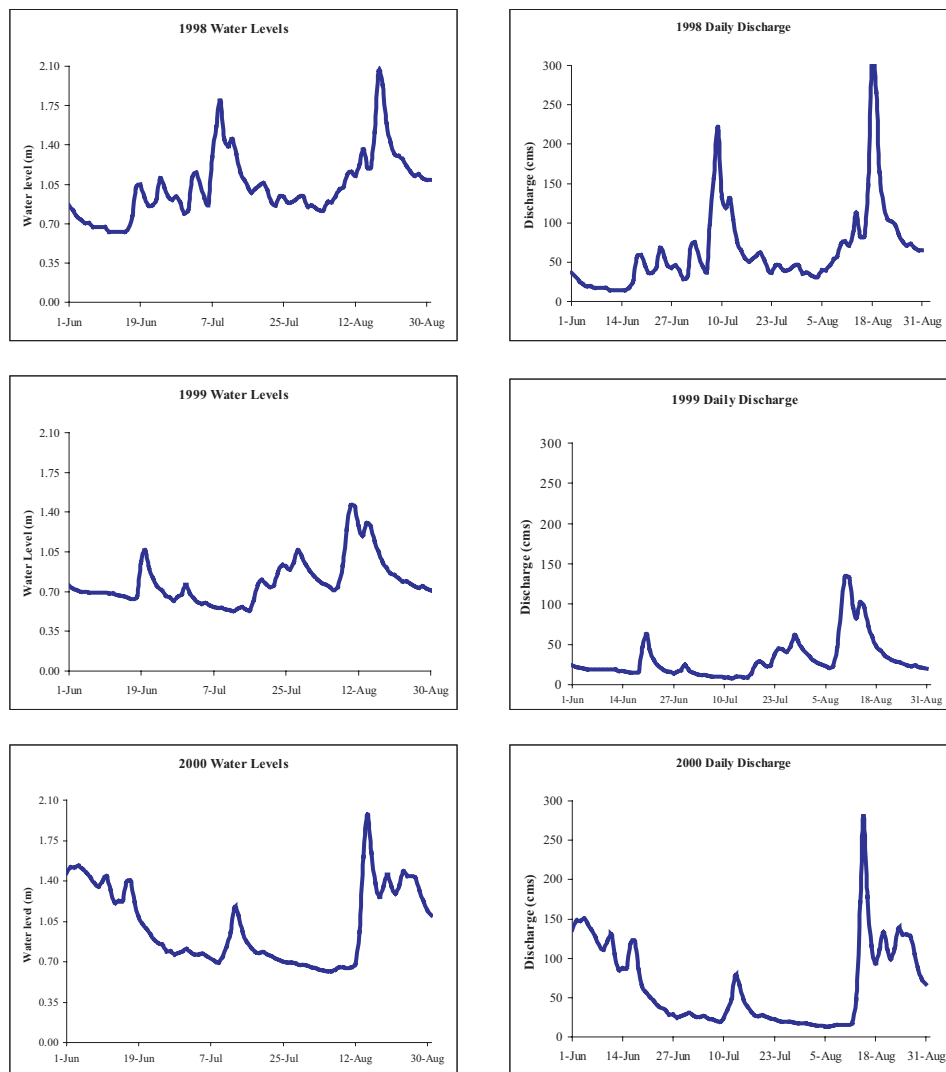 1998 Water Levels
Water level (m)
2.10
1.75
1.40
1.05
0.70
0.35
0.00
1-Jun 19-Jun 7-Jul 25-Jul 12-Aug 30-Aug
1998 Daily Discharge
Discharge (cms)
300
250
200
150
100
50
0
1-Jun 14-Jun 27-Jun 10-Jul 23-Jul 5-Aug 18-Aug 31-Aug
1999 Water Levels
Water Level (m)
2.10
1.75
1.40
1.05
0.70
0.35
0.00
1-Jun 19-Jun 7-Jul 25-Jul 12-Aug 30-Aug
1999 Daily Discharge
Discharge (cms)
300
250
200
150
100
50
0
1-Jun 14-Jun 27-Jun 10-Jul 23-Jul 5-Aug 18-Aug 31-Aug
2000 Water Levels
Water level (m)
2.10
1.75
1.40
1.05
0.70
0.35
0.00
1-Jun 19-Jun 7-Jul 25-Jul 12-Aug 30-Aug
2000 Daily Discharge
Discharge (cms)
300
250
200
150
100
50
0
1-Jun 14-Jun 27-Jun 10-Jul 23-Jul 5-Aug 18-Aug 31-Aug